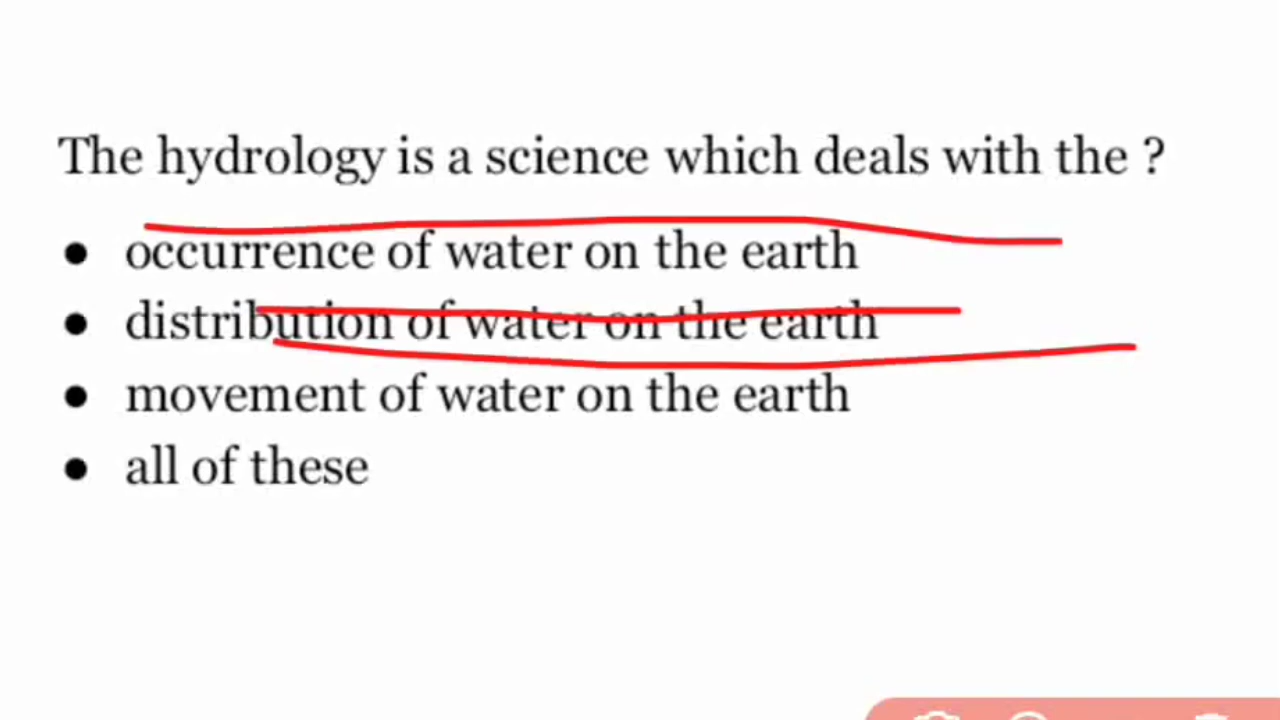 The hydrology is a science which deals with the ?
● occurrence of water on the earth
● distribution of water on the earth
● movement of water on the earth
● all of these